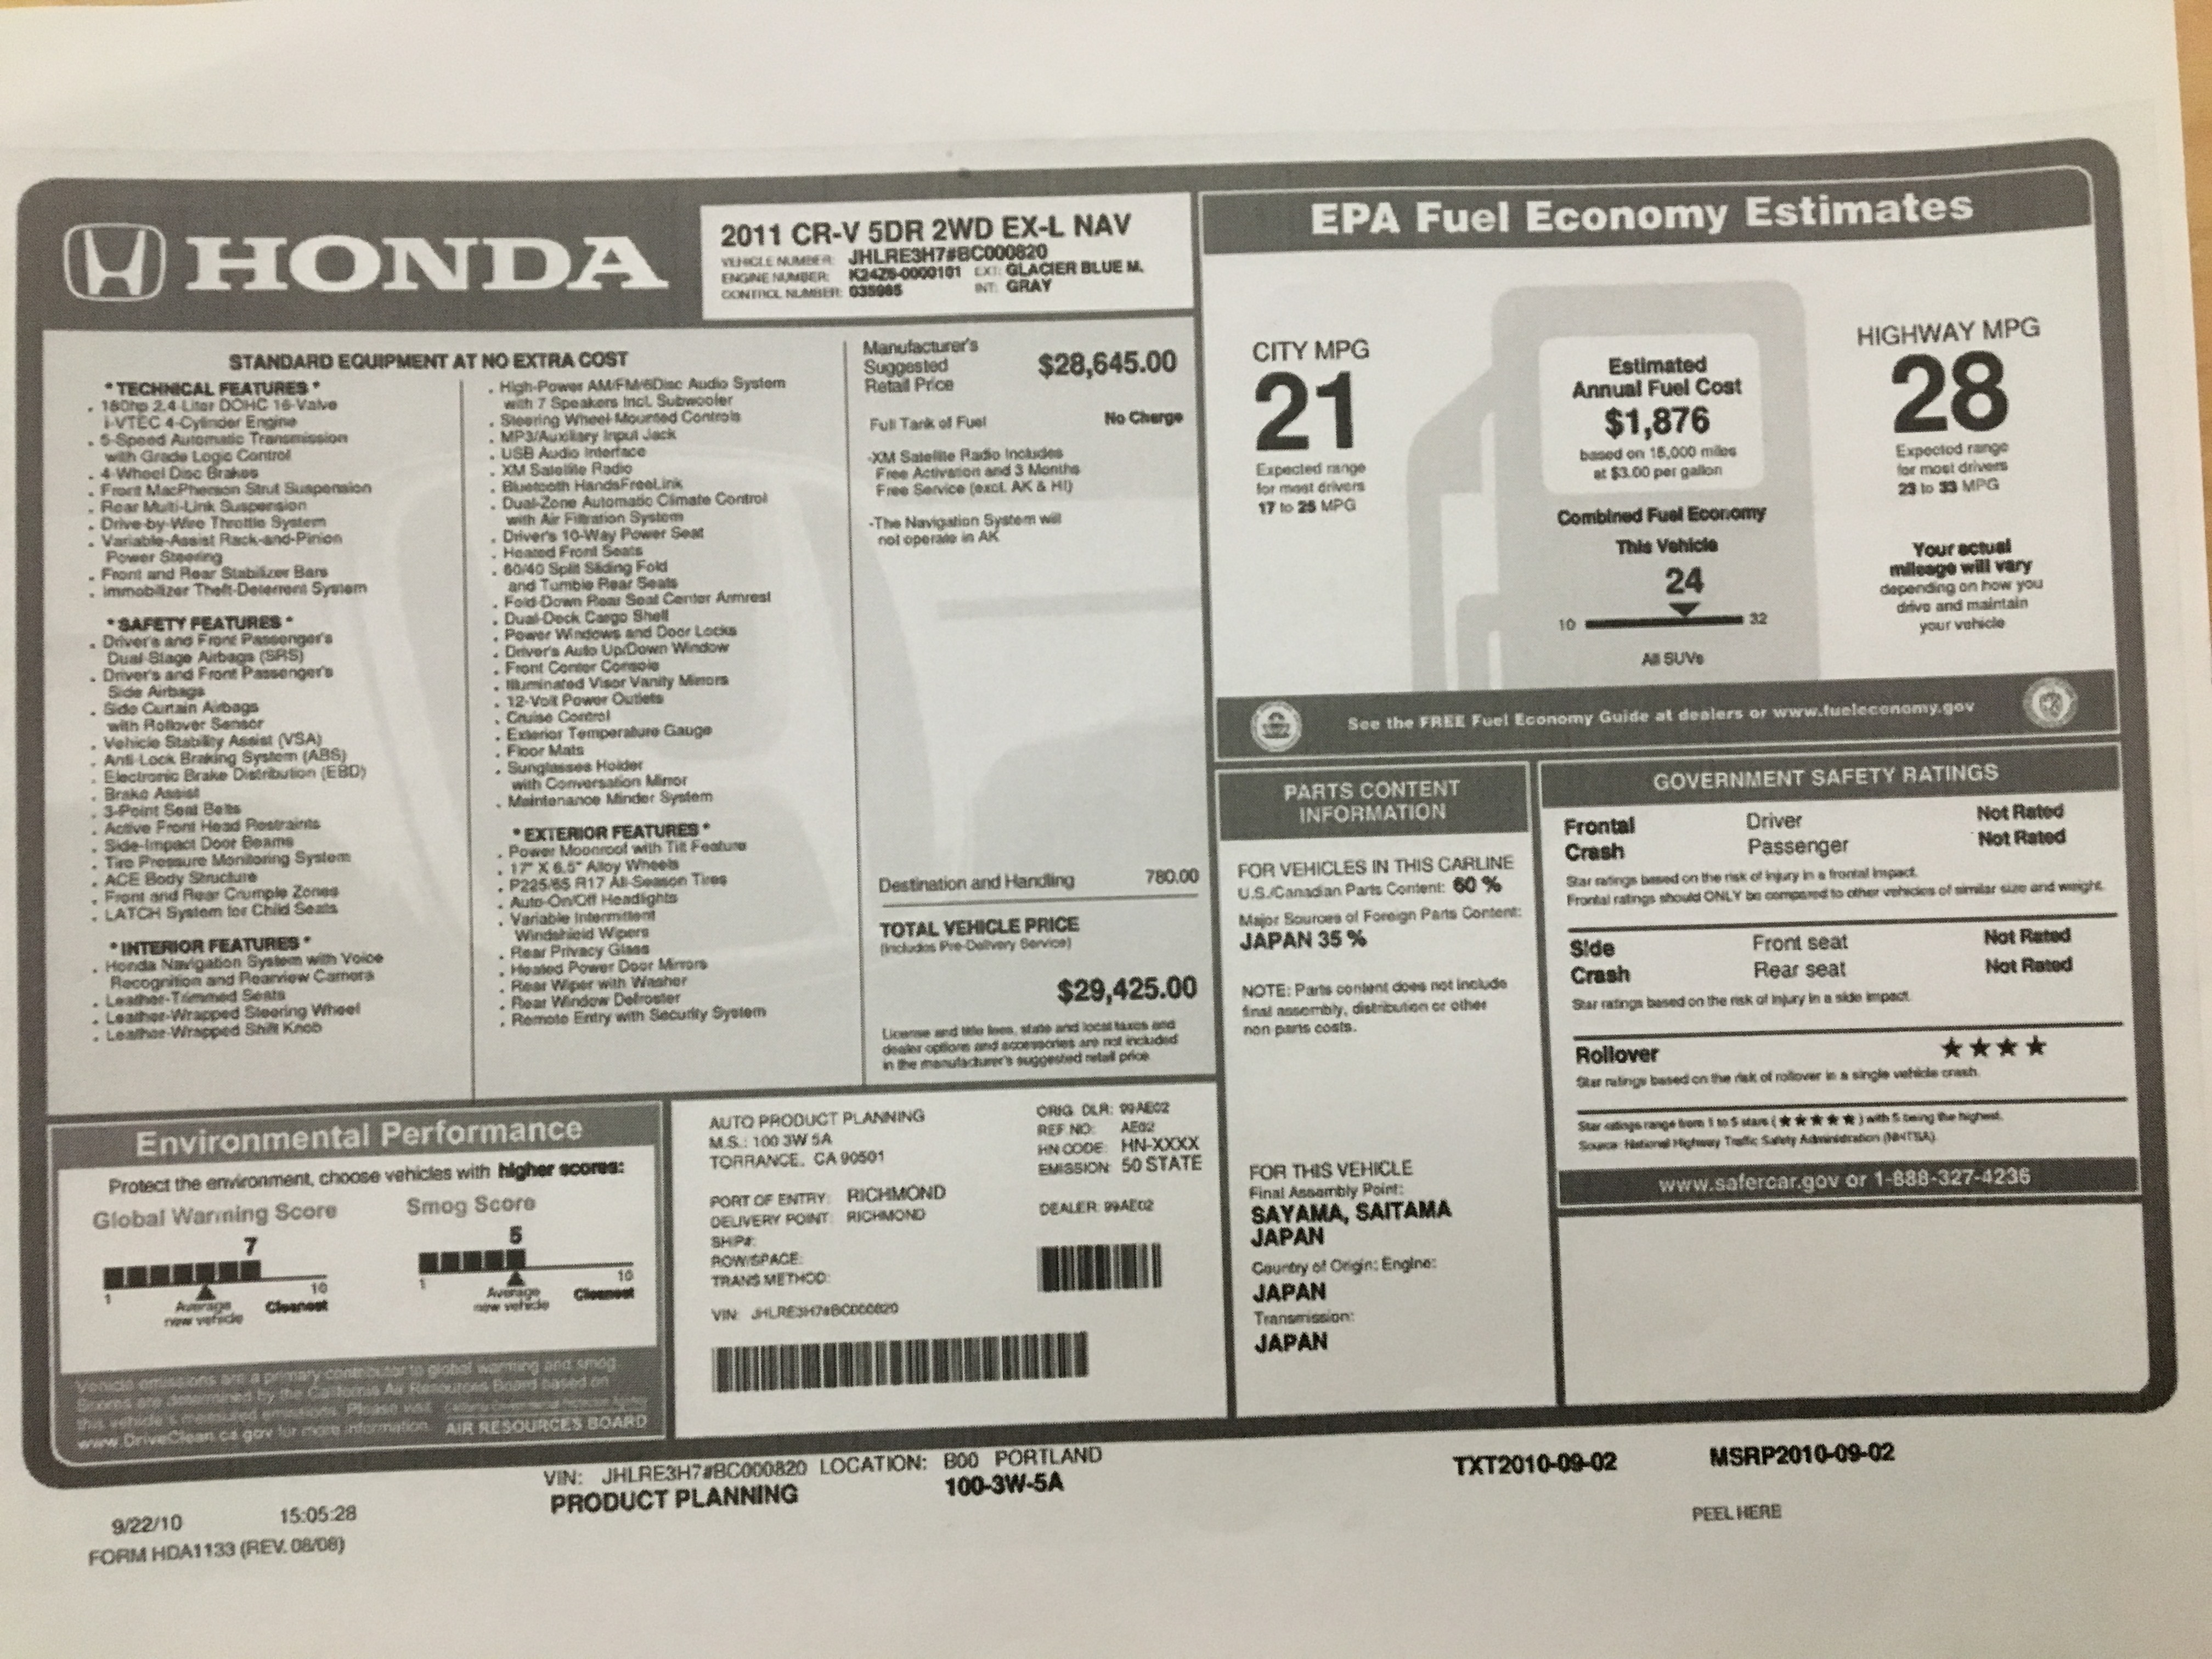 HONDA
2011 CR-V 5DR 2WD EX-L NAV
VEHICLE NUMBER: JHLRE3H7#BC000820
ENGINE NUMBER: K24Z6-0000101 EXT: GLACIER BLUE M.
CONTROL NUMBER: 035985 INT: GRAY
STANDARD EQUIPMENT AT NO EXTRA COST
* TECHNICAL FEATURES *
. 180hp 2.4-Liter DOHC 16-Valve
i-VTEC 4-Cylinder Engine
. 5-Speed Automatic Transmission
with Grade Logic Control
. 4-Wheel Disc Brakes
. Front MacPherson Strut Suspension
. Rear Multi-Link Suspension
. Drive-by-Wire Throttle System
. Variable-Assist Rack-and-Pinion
Power Steering
. Front and Rear Stabilizer Bars
. Immobilizer Theft-Deterrent System
* SAFETY FEATURES *
. Driver's and Front Passenger's
Dual-Stage Airbags (SRS)
. Driver's and Front Passenger's
Side Airbags
. Side Curtain Airbags
with Rollover Sensor
. Vehicle Stability Assist (VSA)
. Anti-Lock Braking System (ABS)
. Electronic Brake Distribution (EBD)
. Brake Assist
. 3-Point Seat Belts
. Active Front Head Restraints
. Side-Impact Door Beams
. Tire Pressure Monitoring System
. ACE Body Structure
. Front and Rear Crumple Zones
. LATCH System for Child Seats
* INTERIOR FEATURES *
. Honda Navigation System with Voice
Recognition and Rearview Camera
. Leather-Trimmed Seats
. Leather-Wrapped Steering Wheel
. Leather-Wrapped Shift Knob
. High-Power AM/FM/6Disc Audio System
with 7 Speakers Incl. Subwoofer
. Steering Wheel-Mounted Controls
. MP3/Auxiliary Input Jack
. USB Audio Interface
. XM Satellite Radio
. Bluetooth HandsFreeLink
. Dual-Zone Automatic Climate Control
with Air Filtration System
. Driver's 10-Way Power Seat
. Heated Front Seats
. 60/40 Split Sliding Fold
and Tumble Rear Seats
. Fold-Down Rear Seat Center Armrest
. Dual-Deck Cargo Shelf
. Power Windows and Door Locks
. Driver's Auto Up/Down Window
. Front Center Console
. Illuminated Visor Vanity Mirrors
. 12-Volt Power Outlets
. Cruise Control
. Exterior Temperature Gauge
. Floor Mats
. Sunglasses Holder
with Conversation Mirror
. Maintenance Minder System
* EXTERIOR FEATURES *
. Power Moonroof with Tilt Feature
. 17" X 6.5" Alloy Wheels
. P225/65 R17 All-Season Tires
. Auto-On/Off Headlights
. Variable Intermittent
Windshield Wipers
. Rear Privacy Glass
. Heated Power Door Mirrors
. Rear Wiper with Washer
. Rear Window Defroster
. Remote Entry with Security System
Manufacturer's
Suggested
Retail Price $28,645.00
Full Tank of Fuel No Charge
-XM Satellite Radio Includes
Free Activation and 3 Months
Free Service (excl. AK & HI)
-The Navigation System will
not operate in AK
Destination and Handling 780.00
TOTAL VEHICLE PRICE
(Includes Pre-Delivery Service)
$29,425.00
License and title fees, state and local taxes and
dealer options and accessories are not included
in the manufacturer's suggested retail price.
EPA Fuel Economy Estimates
CITY MPG
21
Expected range
for most drivers
17 to 25 MPG
Estimated
Annual Fuel Cost
$1,876
based on 15,000 miles
at $3.00 per gallon
Combined Fuel Economy
This Vehicle
24
10 32
All SUVs
HIGHWAY MPG
28
Expected range
for most drivers
23 to 33 MPG
Your actual
mileage will vary
depending on how you
drive and maintain
your vehicle
See the FREE Fuel Economy Guide at dealers or www.fueleconomy.gov
PARTS CONTENT
INFORMATION
FOR VEHICLES IN THIS CARLINE
U.S./Canadian Parts Content: 60 %
Major Sources of Foreign Parts Content:
JAPAN 35 %
NOTE: Parts content does not include
final assembly, distribution or other
non parts costs.
FOR THIS VEHICLE
Final Assembly Point:
SAYAMA, SAITAMA
JAPAN
Country of Origin: Engine:
JAPAN
Transmission:
JAPAN
GOVERNMENT SAFETY RATINGS
Frontal Driver Not Rated
Crash Passenger Not Rated
Star ratings based on the risk of injury in a frontal impact.
Frontal ratings should ONLY be compared to other vehicles of similar size and weight.
Side Front seat Not Rated
Crash Rear seat Not Rated
Star ratings based on the risk of injury in a side impact.
Rollover ★★★★
Star ratings based on the risk of rollover in a single vehicle crash.
Star ratings range from 1 to 5 stars (★★★★★) with 5 being the highest.
Source: National Highway Traffic Safety Administration (NHTSA).
www.safercar.gov or 1-888-327-4236
Environmental Performance
Protect the environment, choose vehicles with higher scores:
Global Warming Score Smog Score
7 5
1 10 1 10
Average
new vehicle Cleanest
Average
new vehicle Cleanest
Vehicle emissions are a primary contributor to global warming and smog.
Scores are determined by the California Air Resources Board based on
this vehicle's measured emissions. Please visit
www.DriveClean.ca.gov for more information. AIR RESOURCES BOARD
AUTO PRODUCT PLANNING
M.S.: 100 3W 5A
TORRANCE, CA 90501
PORT OF ENTRY: RICHMOND
DELIVERY POINT: RICHMOND
SHIP#:
ROW/SPACE:
TRANS METHOD:
VIN: JHLRE3H7#BC000820
ORIG. DLR: 99AE02
REF NO: AE02
HN CODE: HN-XXXX
EMISSION: 50 STATE
DEALER: 99AE02
VIN: JHLRE3H7#BC000820 LOCATION: B00 PORTLAND
PRODUCT PLANNING 100-3W-5A
TXT2010-09-02 MSRP2010-09-02
PEEL HERE
9/22/10 15:05:28
FORM HDA1133 (REV. 08/08)